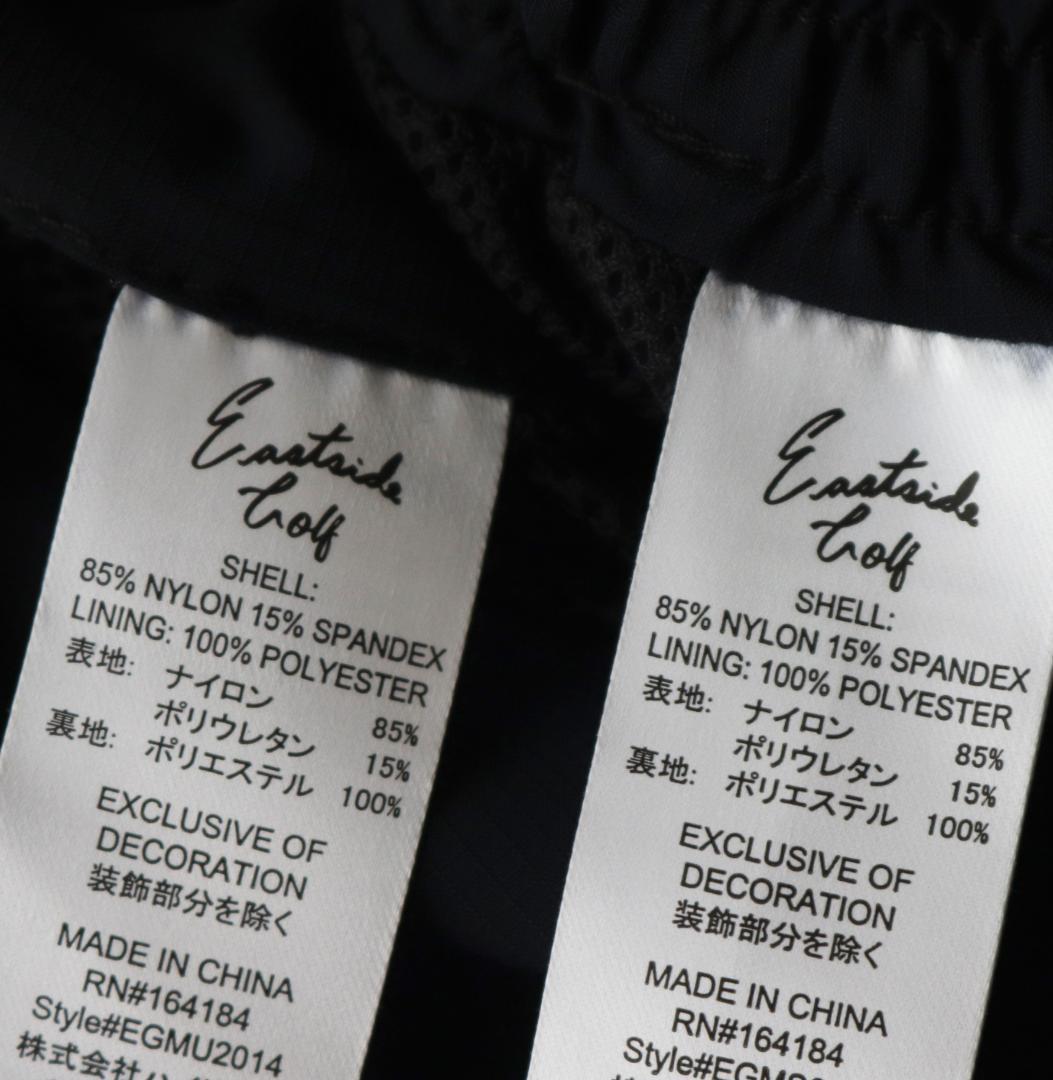 Eastside
Golf
SHELL:
85% NYLON 15% SPANDEX
LINING: 100% POLYESTER
表地: ナイロン 85%
ポリウレタン 15%
裏地: ポリエステル 100%
EXCLUSIVE OF
DECORATION
装飾部分を除く
MADE IN CHINA
RN#164184
Style#EGMU2014
株式会社
Eastside
Golf
SHELL:
85% NYLON 15% SPANDEX
LINING: 100% POLYESTER
表地: ナイロン 85%
ポリウレタン 15%
裏地: ポリエステル 100%
EXCLUSIVE OF
DECORATION
装飾部分を除く
MADE IN CHINA
RN#164184